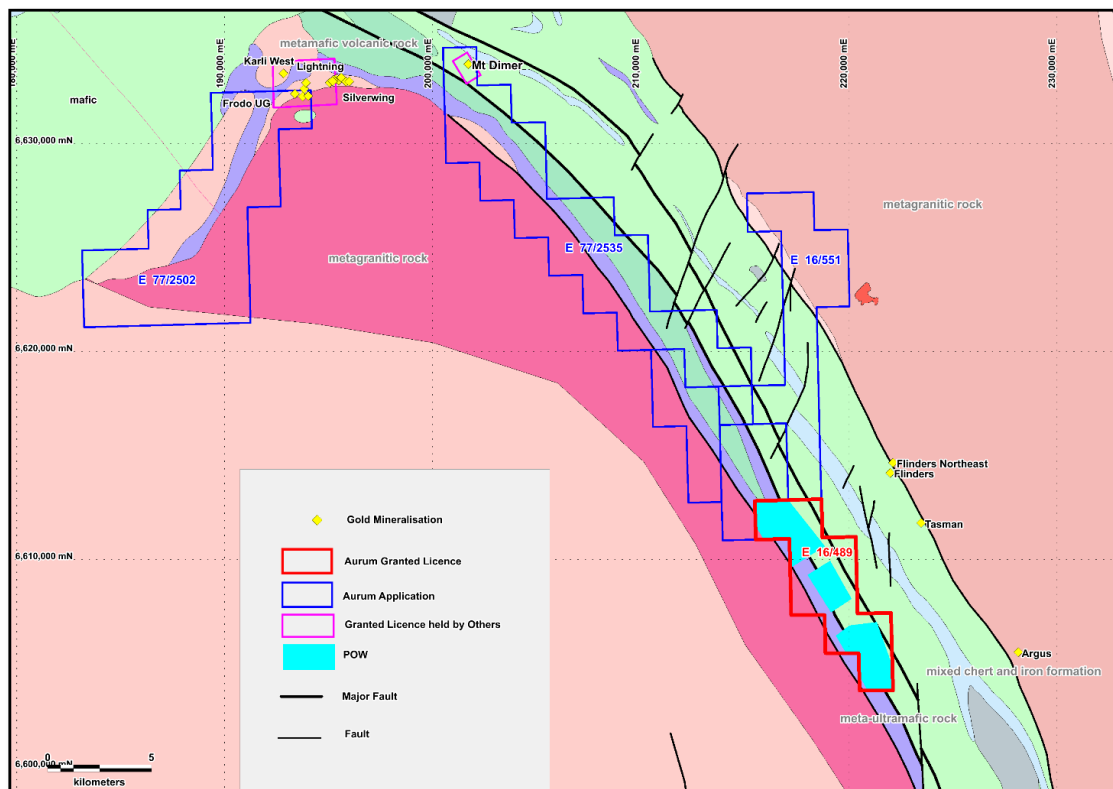 180,000 mE
190,000 mE
200,000 mE
210,000 mE
220,000 mE
230,000 mE
metamafic volcanic rock
Karli West
Lightning
Mt Dimer
mafic
Frodo UG
Silverwing
6,630,000 mN
metagranitic rock
metagranitic rock
E 77/2535
E 16/551
E 77/2502
6,620,000 mN
Flinders Northeast
Flinders
Gold Mineralisation
Tasman
6,610,000 mN
E 16/489
Aurum Granted Licence
Aurum Application
Granted Licence held by Others
POW
Argus
mixed chert and iron formation
Major Fault
meta-ultramafic rock
Fault
6,600,000 mN
0 5
kilometers